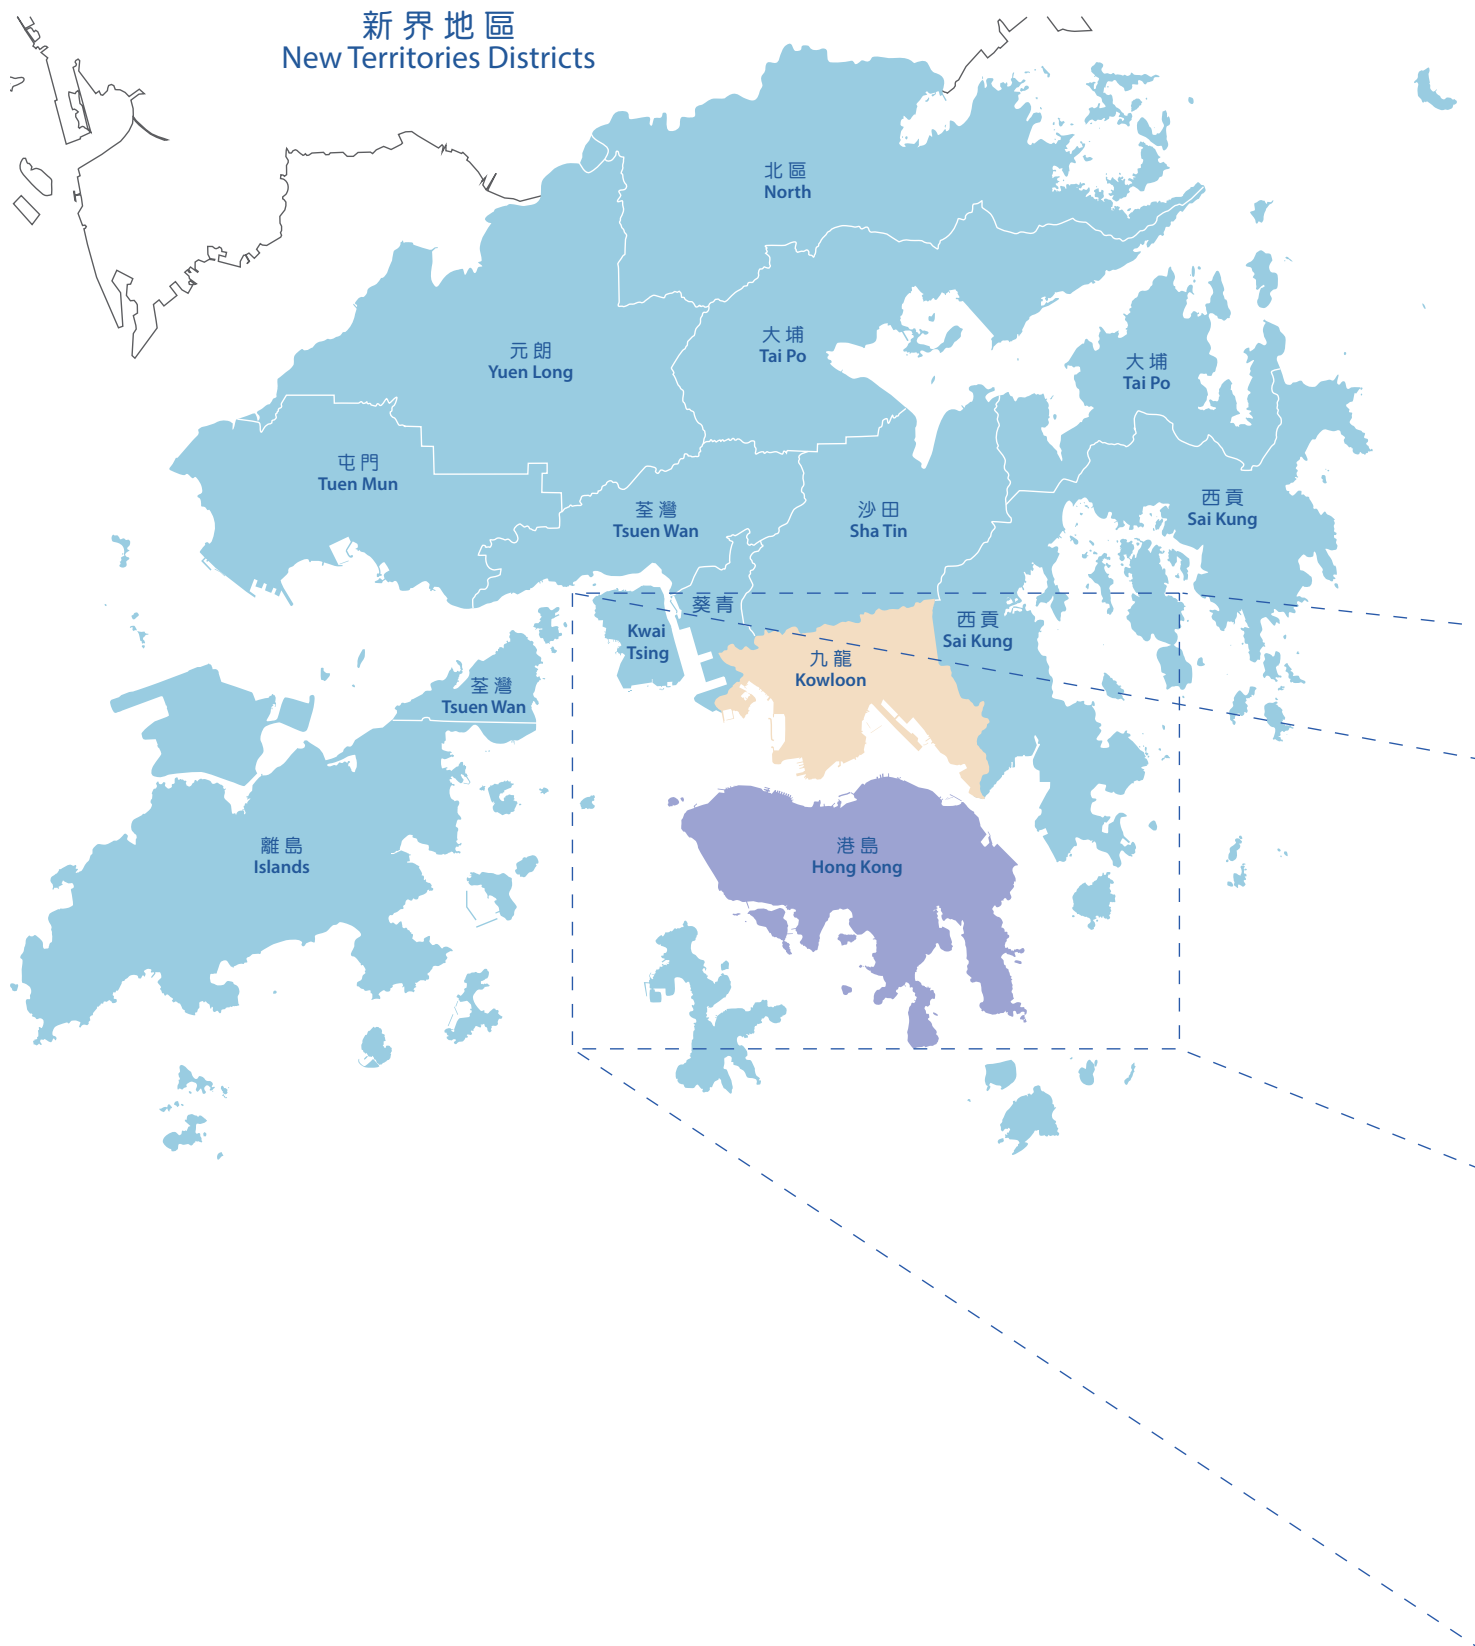 新界地區
New Territories Districts
北區
North
大埔
Tai Po
元朗
Yuen Long
大埔
Tai Po
屯門
Tuen Mun
荃灣
Tsuen Wan
沙田
Sha Tin
西貢
Sai Kung
葵青
Kwai
Tsing
西貢
Sai Kung
九龍
Kowloon
荃灣
Tsuen Wan
離島
Islands
港島
Hong Kong